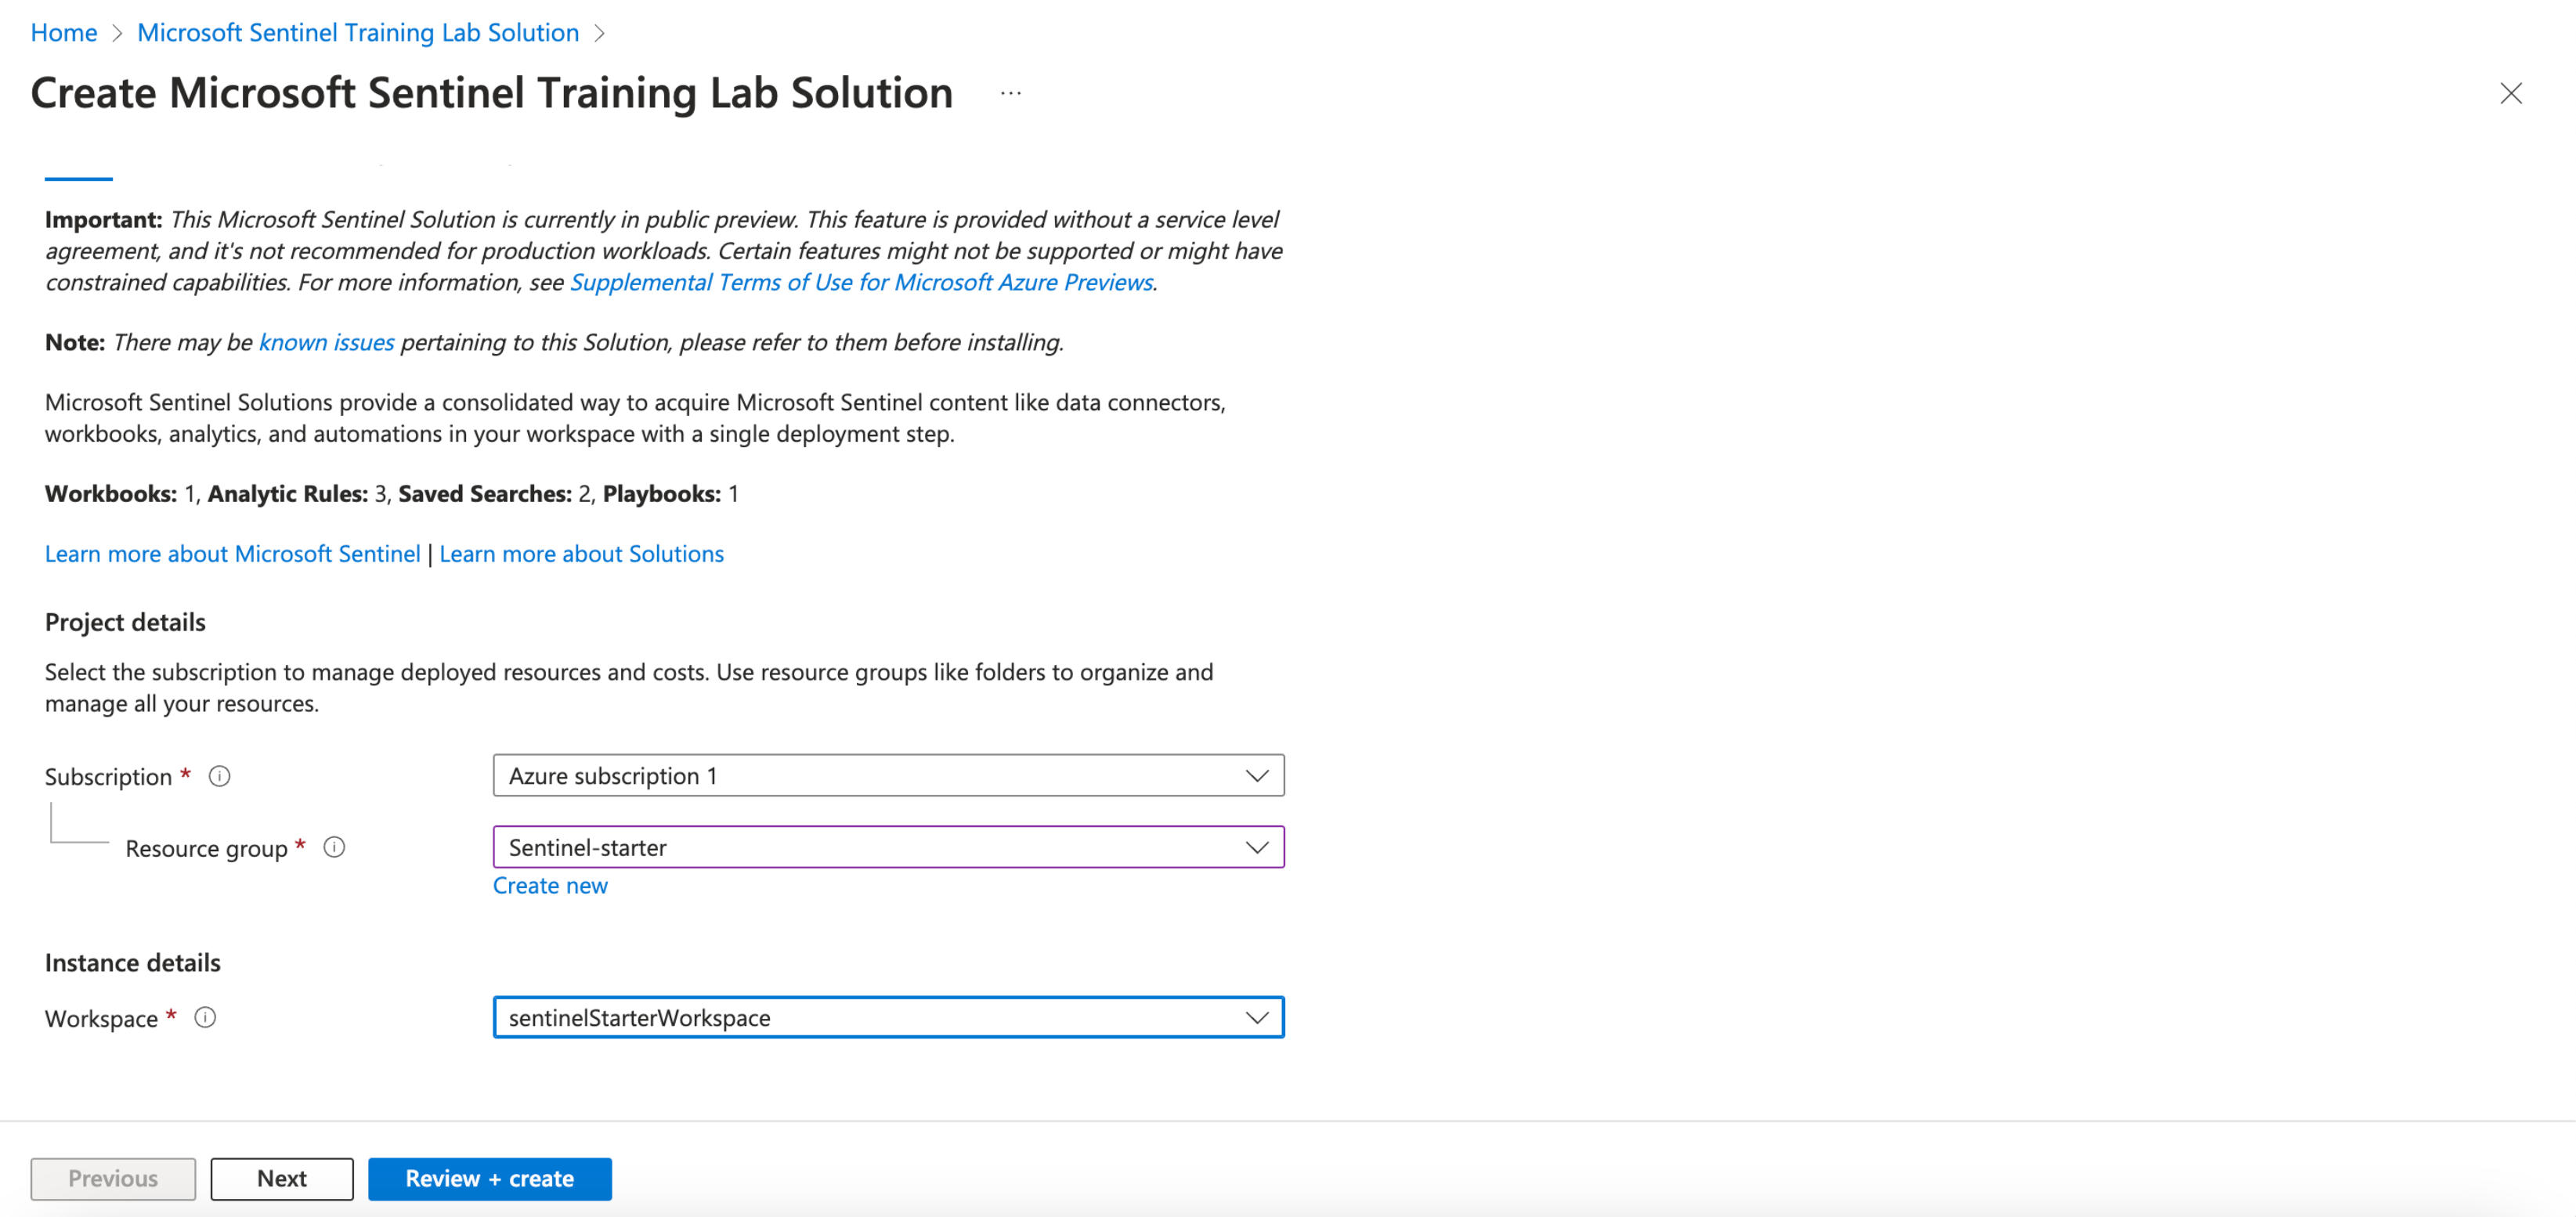 Home > Microsoft Sentinel Training Lab Solution >
Create Microsoft Sentinel Training Lab Solution ...
Important: This Microsoft Sentinel Solution is currently in public preview. This feature is provided without a service level
agreement, and it's not recommended for production workloads. Certain features might not be supported or might have
constrained capabilities. For more information, see Supplemental Terms of Use for Microsoft Azure Previews.
Note: There may be known issues pertaining to this Solution, please refer to them before installing.
Microsoft Sentinel Solutions provide a consolidated way to acquire Microsoft Sentinel content like data connectors,
workbooks, analytics, and automations in your workspace with a single deployment step.
Workbooks: 1, Analytic Rules: 3, Saved Searches: 2, Playbooks: 1
Learn more about Microsoft Sentinel | Learn more about Solutions
Project details
Select the subscription to manage deployed resources and costs. Use resource groups like folders to organize and
manage all your resources.
Subscription * Azure subscription 1
Resource group * Sentinel-starter
Create new
Instance details
Workspace * sentinelStarterWorkspace
Previous Next Review + create